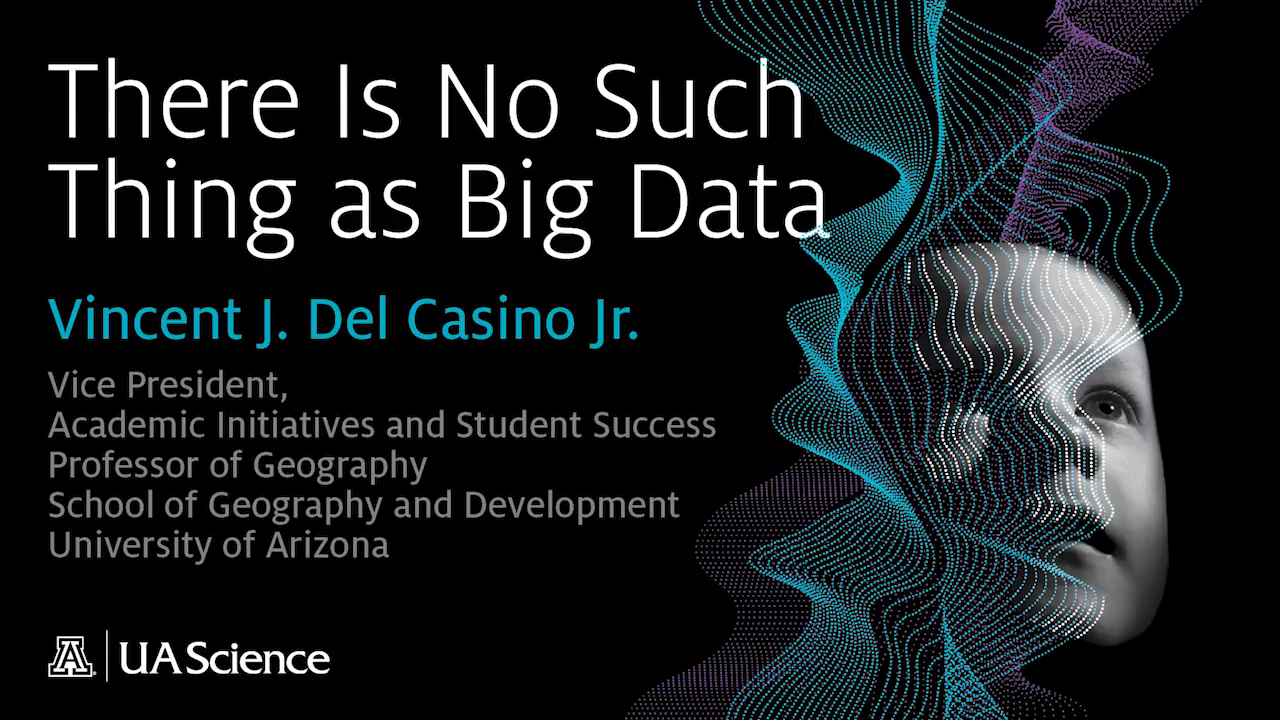 There Is No Such
Thing as Big Data
Vincent J. Del Casino Jr.
Vice President,
Academic Initiatives and Student Success
Professor of Geography
School of Geography and Development
University of Arizona
A UA Science